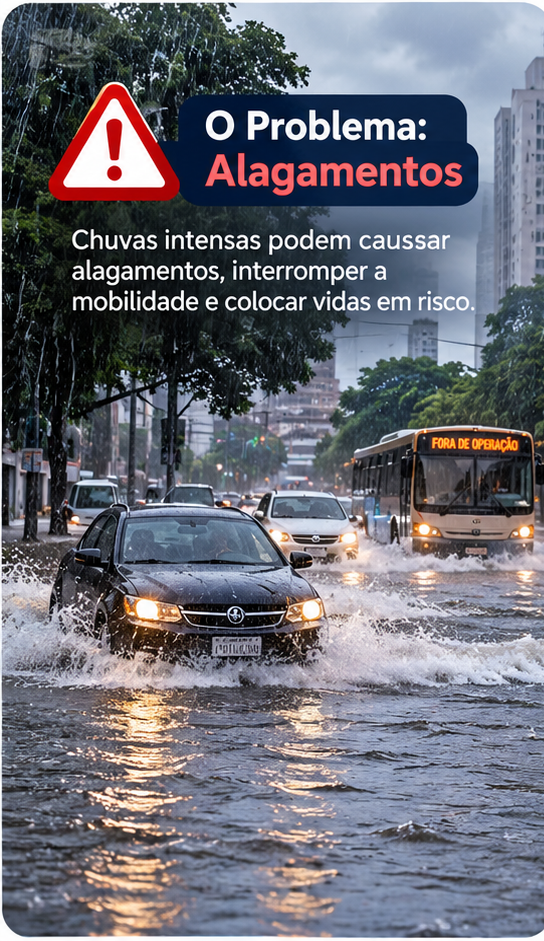 O Problema:
Alagamentos
Chuvas intensas podem caussar
alagamentos, interromper a
mobilidade e colocar vidas em risco.
FORA DE OPERAÇÃO